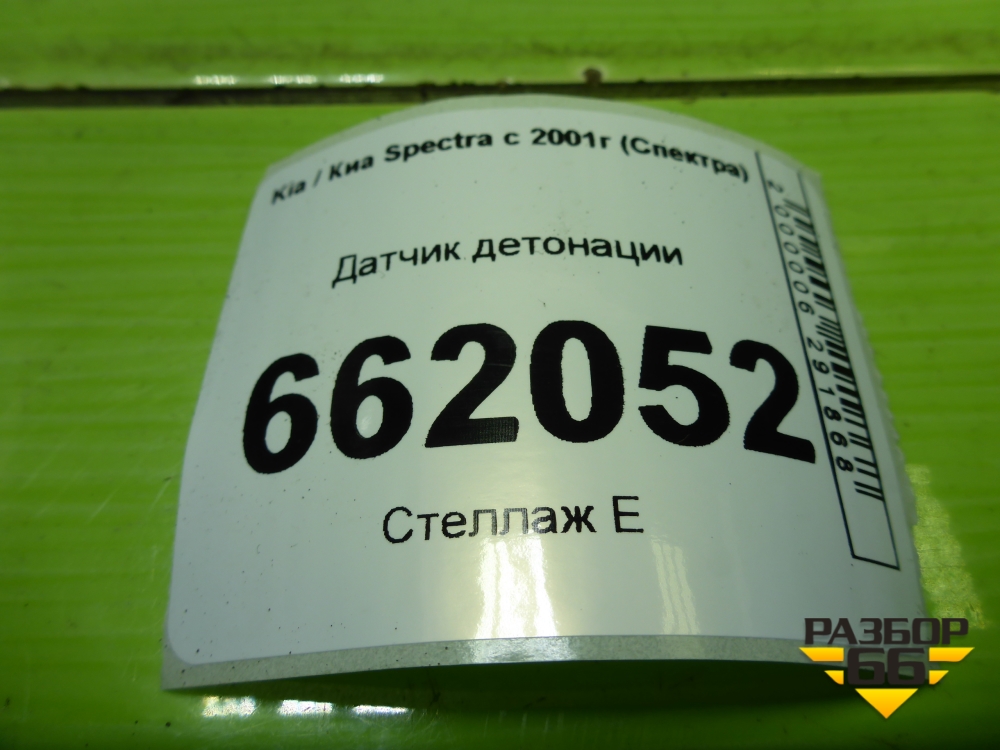 Kia / Киа Spectra с 2001г (Спектра)
Датчик детонации
662052
Стеллаж Е
2000006291868
РАЗБОР
66